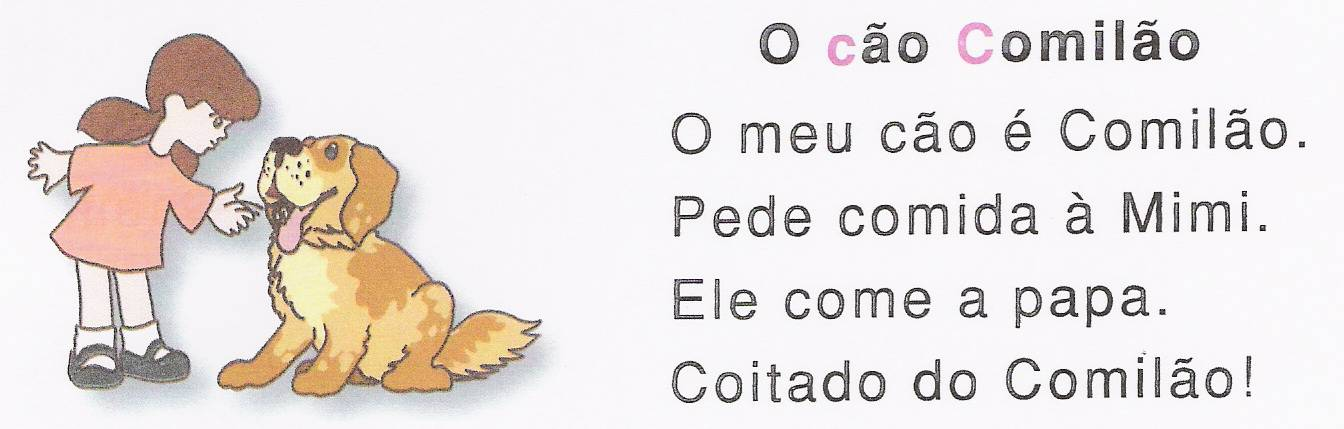 O cão Comilão
O meu cão é Comilão.
Pede comida à Mimi.
Ele come a papa.
Coitado do Comilão!